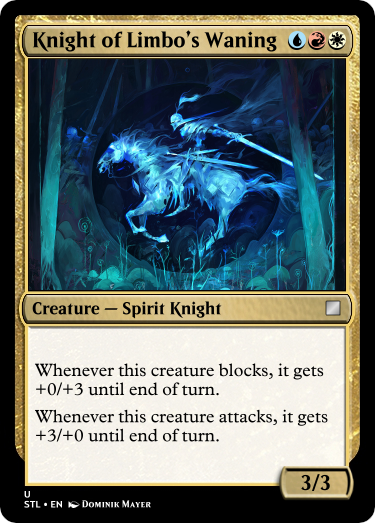 Knight of Limbo's Waning
Creature — Spirit Knight
Whenever this creature blocks, it gets
+0/+3 until end of turn.
Whenever this creature attacks, it gets
+3/+0 until end of turn.
3/3
U
STL • EN Dominik Mayer